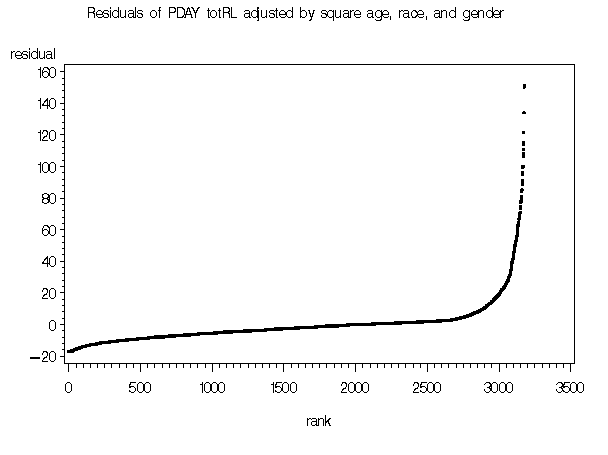 Residuals of PDAY totRL adjusted by square age, race, and gender
residual
160
140
120
100
80
60
40
20
0
−20
0 500 1000 1500 2000 2500 3000 3500
rank